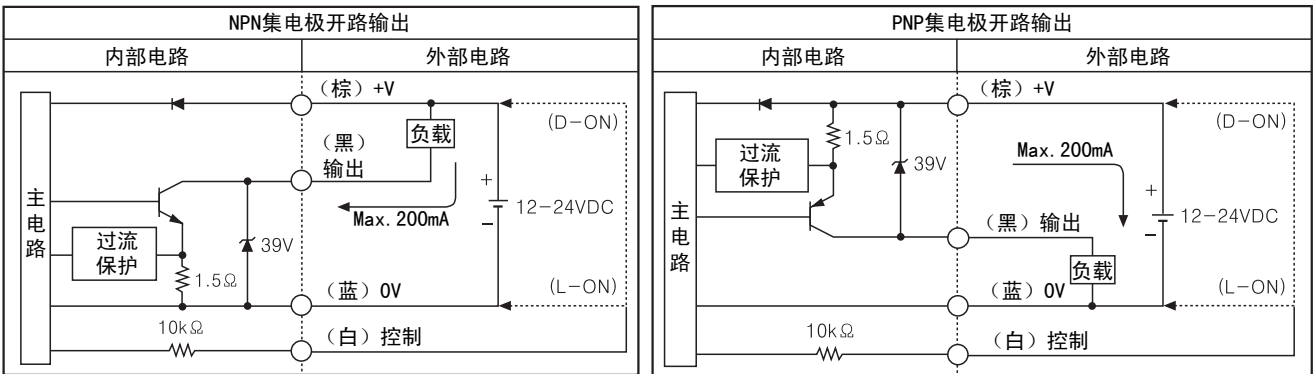 NPN集电极开路输出
内部电路
外部电路
（棕）+V
(D-ON)
负载
（黑）
输出
主电路
Max. 200mA
+
12-24VDC
-
过流
保护
39V
1.5Ω
（蓝）0V
(L-ON)
10kΩ
（白）控制
PNP集电极开路输出
内部电路
外部电路
（棕）+V
(D-ON)
1.5Ω
过流
保护
39V
Max. 200mA
主电路
+
12-24VDC
-
（黑）输出
负载
（蓝）0V
(L-ON)
10kΩ
（白）控制